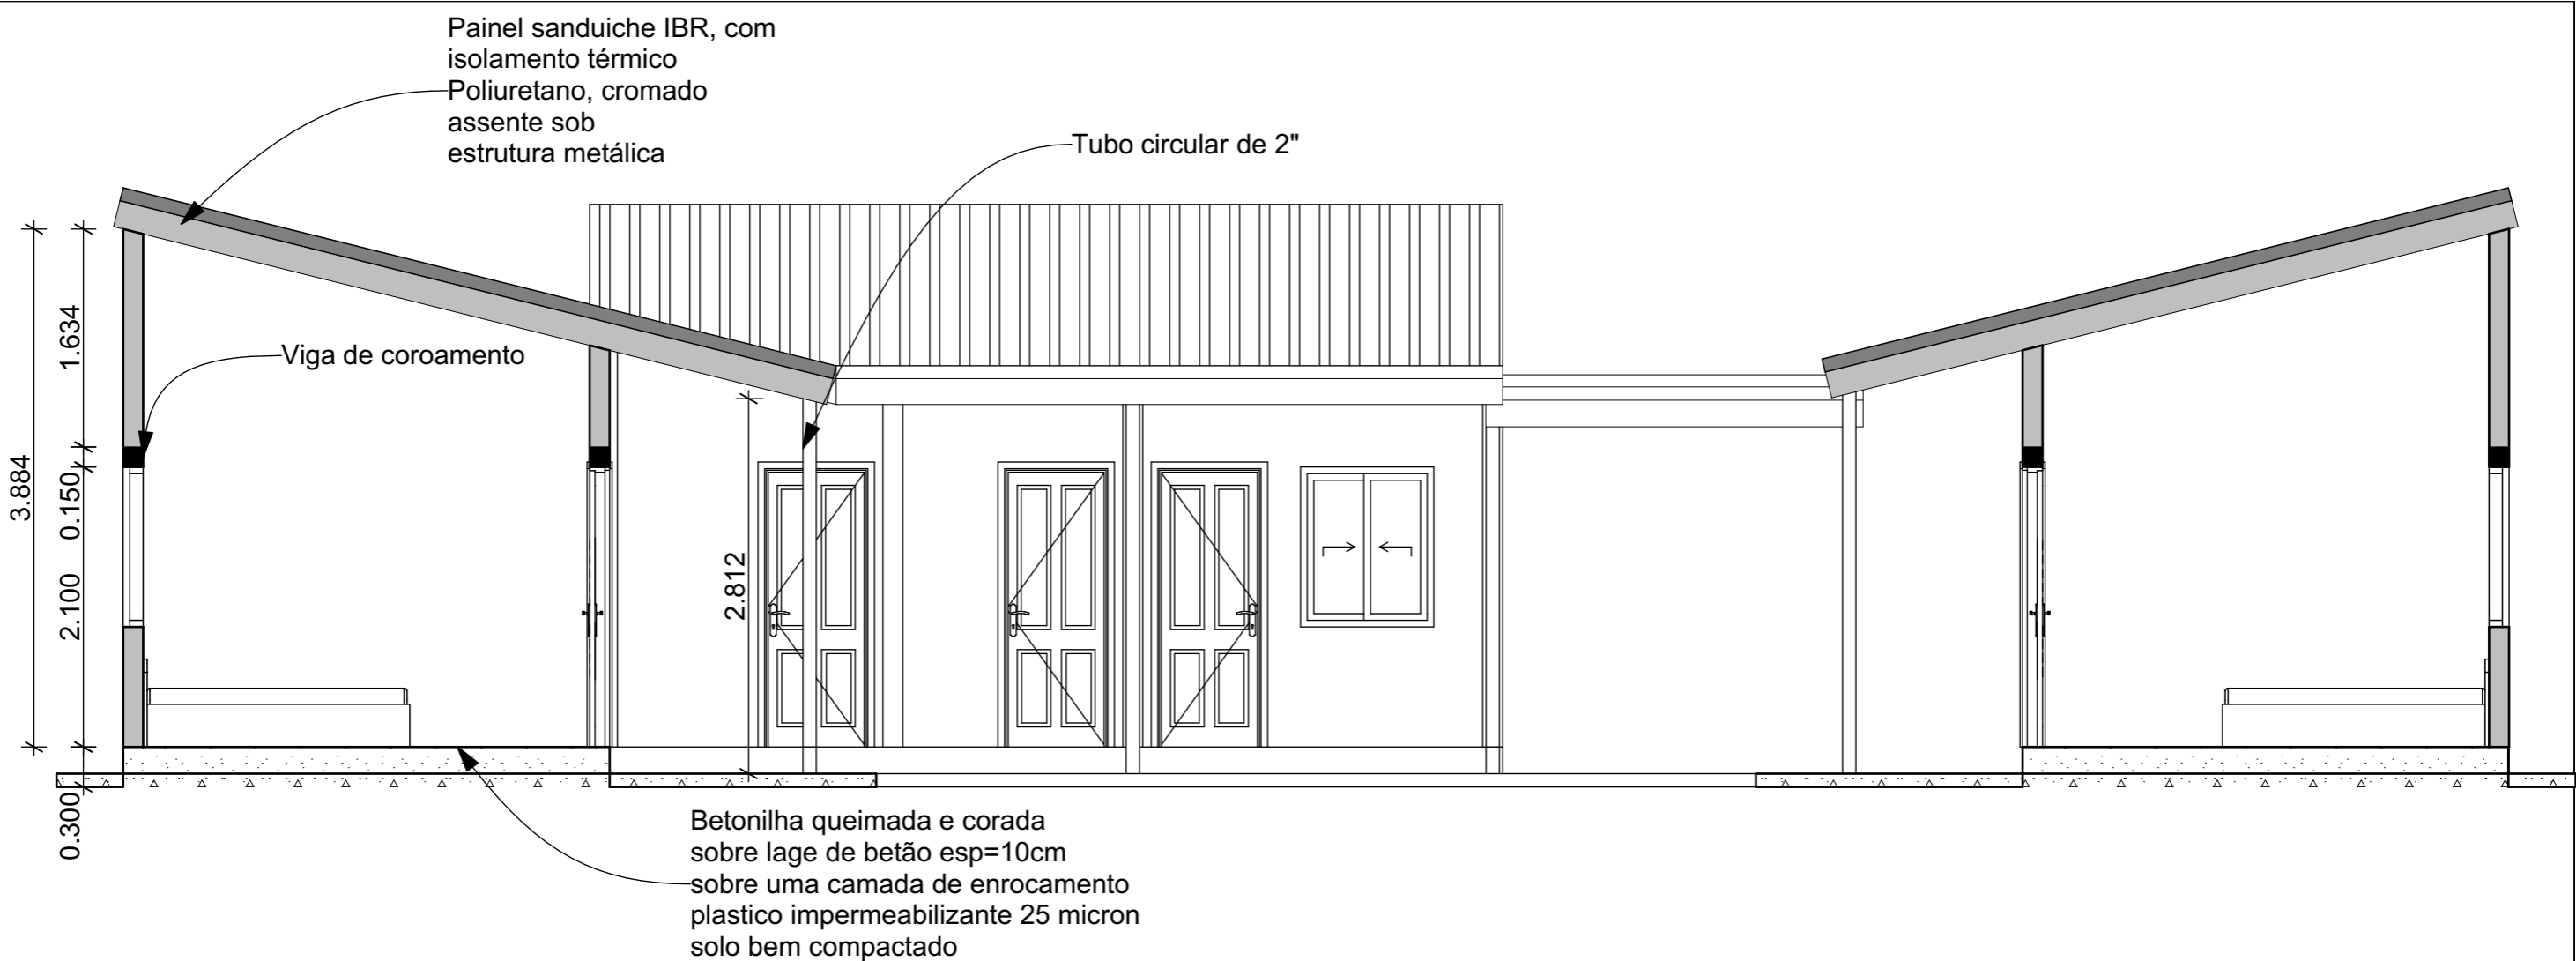 Painel sanduiche IBR, com
isolamento térmico
Poliuretano, cromado
assente sob
estrutura metálica
Tubo circular de 2"
Viga de coroamento
3.884
1.634
0.150
2.100
0.300
2.812
Betonilha queimada e corada
sobre lage de betão esp=10cm
sobre uma camada de enrocamento
plastico impermeabilizante 25 micron
solo bem compactado